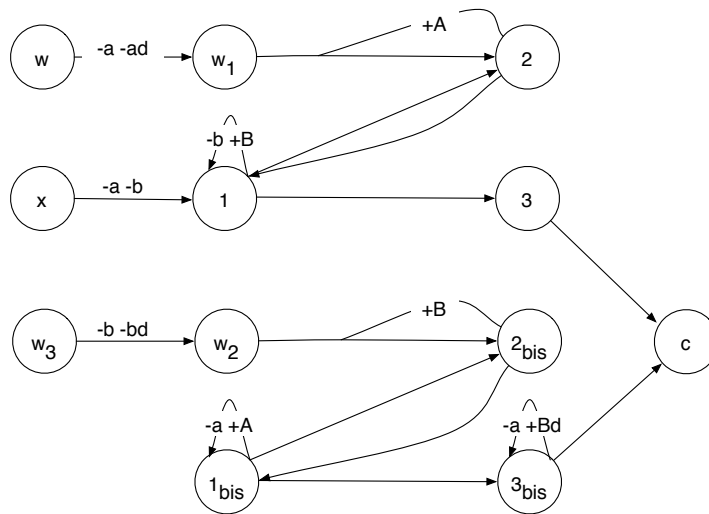 +A
w -a -ad w1 2
-b +B
x -a -b 1 3
+B
w3 -b -bd w2 2bis c
-a +A -a +Bd
1bis 3bis